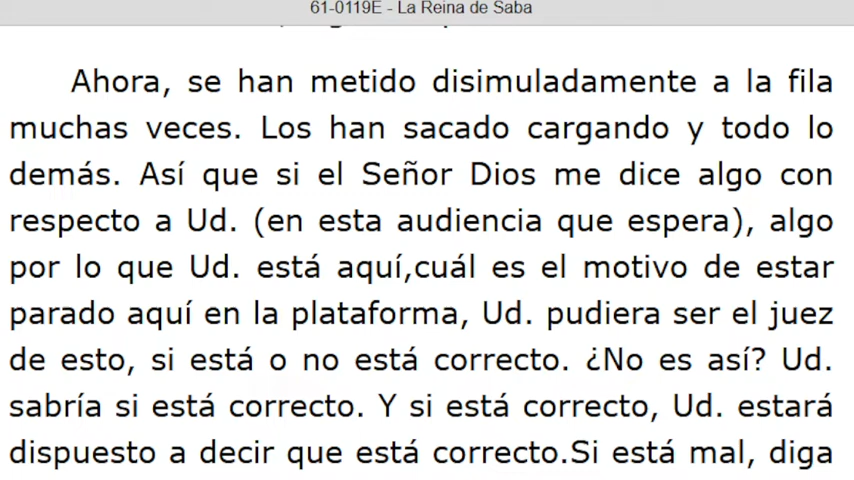 61-0119E - La Reina de Saba
Ahora, se han metido disimuladamente a la fila
muchas veces. Los han sacado cargando y todo lo
demás. Así que si el Señor Dios me dice algo con
respecto a Ud. (en esta audiencia que espera), algo
por lo que Ud. está aquí,cuál es el motivo de estar
parado aquí en la plataforma, Ud. pudiera ser el juez
de esto, si está o no está correcto. ¿No es así? Ud.
sabría si está correcto. Y si está correcto, Ud. estará
dispuesto a decir que está correcto.Si está mal, diga